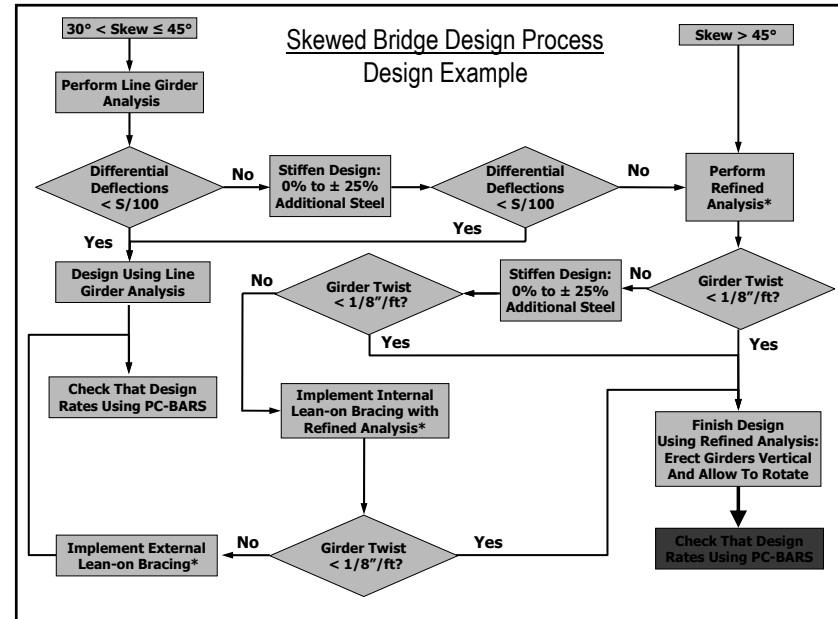 30° < Skew ≤ 45°
Skewed Bridge Design Process
Design Example
Skew > 45°
Perform Line Girder
Analysis
Differential
Deflections
< S/100
No
Stiffen Design:
0% to ± 25%
Additional Steel
Differential
Deflections
< S/100
No
Perform
Refined
Analysis*
Yes
Yes
Design Using Line
Girder Analysis
No
Girder Twist
< 1/8”/ft?
Stiffen Design:
0% to ± 25%
Additional Steel
No
Girder Twist
< 1/8”/ft?
Yes
Yes
Check That Design
Rates Using PC-BARS
Implement Internal
Lean-on Bracing with
Refined Analysis*
Finish Design
Using Refined Analysis:
Erect Girders Vertical
And Allow To Rotate
Implement External
Lean-on Bracing*
No
Girder Twist
< 1/8”/ft?
Yes
Check That Design
Rates Using PC-BARS